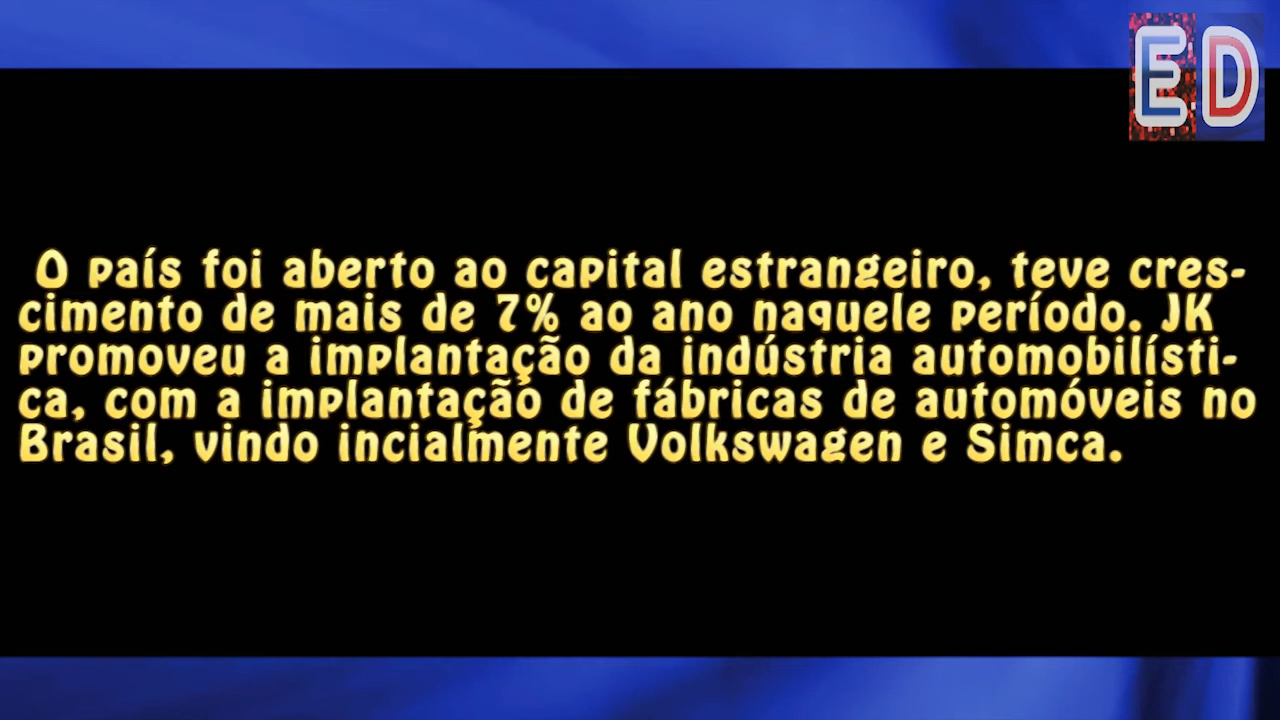 ED
O país foi aberto ao capital estrangeiro, teve cres-
cimento de mais de 7% ao ano naquele período. JK
promoveu a implantação da indústria automobilísti-
ca, com a implantação de fábricas de automóveis no
Brasil, vindo incialmente Volkswagen e Simca.